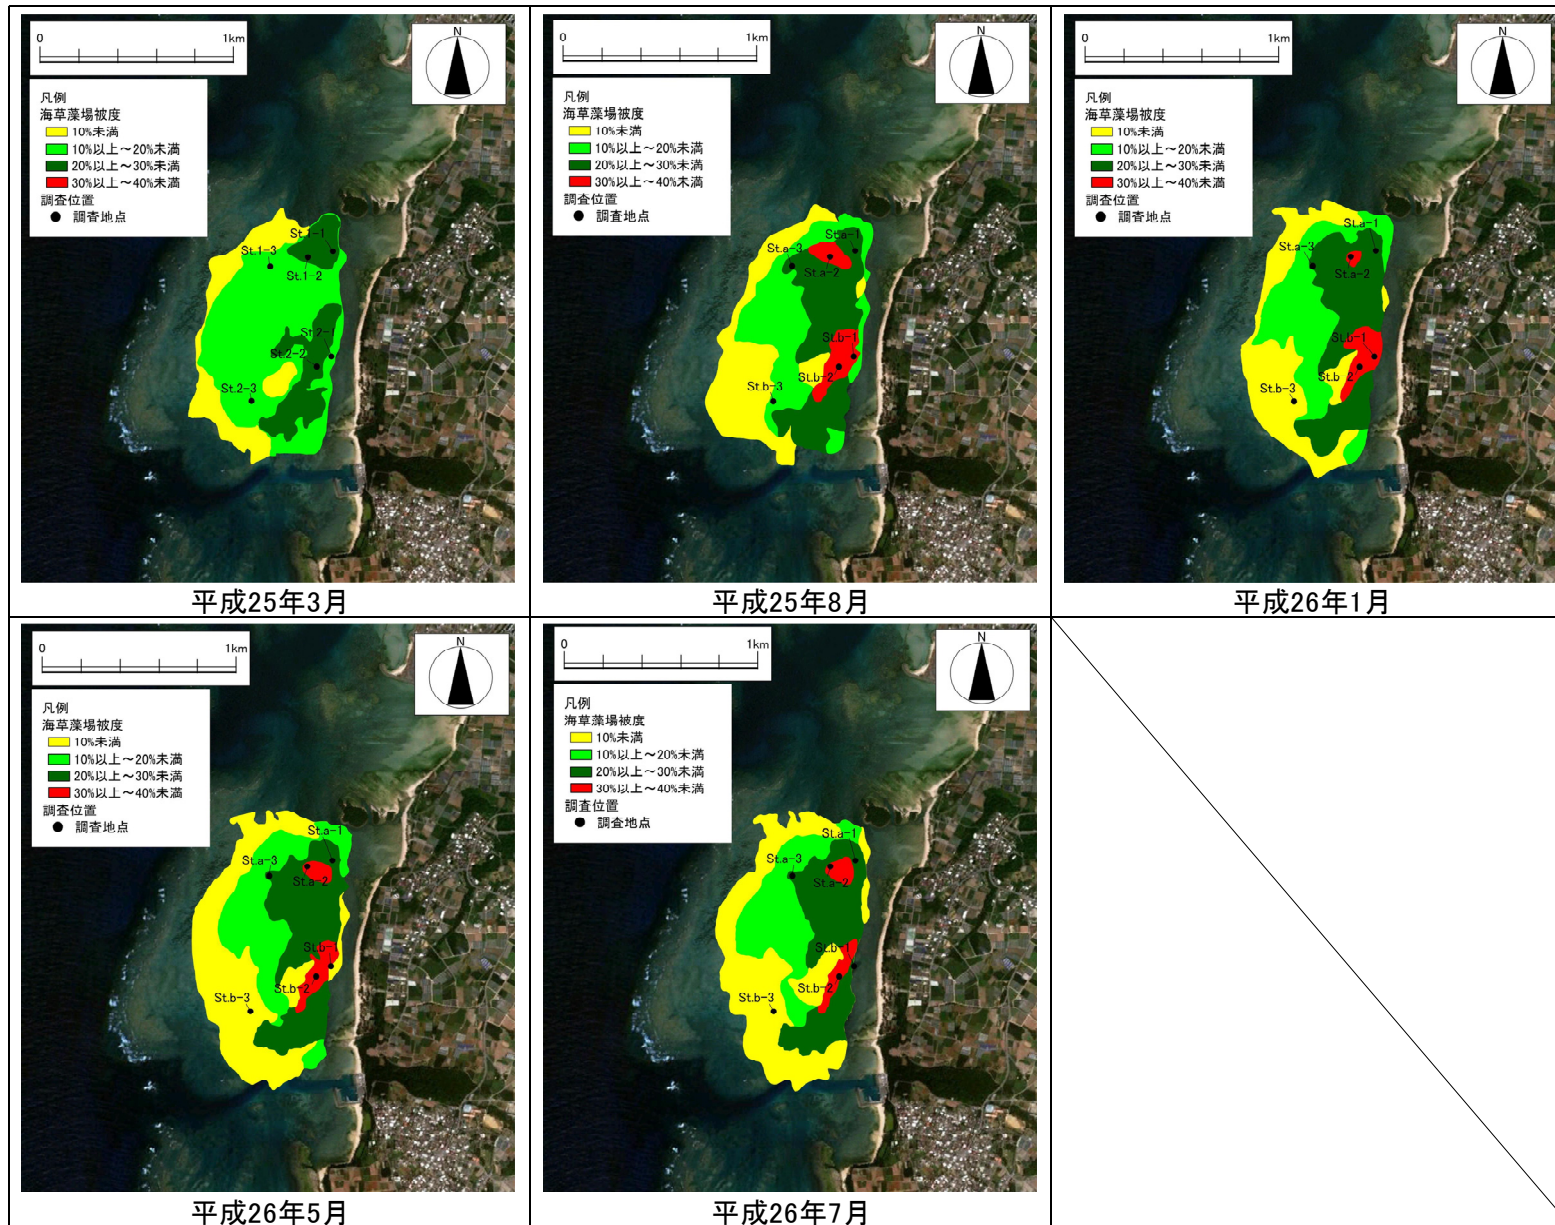 0 1km
N
凡例
海草藻場被度
10%未満
10%以上～20%未満
20%以上～30%未満
30%以上～40%未満
調査位置
調査地点
St.1-1
St.1-3
St.1-2
St.2-1
St.2-2
St.2-3
平成25年3月
0 1km
N
凡例
海草藻場被度
10%未満
10%以上～20%未満
20%以上～30%未満
30%以上～40%未満
調査位置
調査地点
St.a-1
St.a-3
St.a-2
St.b-1
St.b-2
St.b-3
平成25年8月
0 1km
N
凡例
海草藻場被度
10%未満
10%以上～20%未満
20%以上～30%未満
30%以上～40%未満
調査位置
調査地点
St.a-1
St.a-3
St.a-2
St.b-1
St.b-2
St.b-3
平成26年1月
0 1km
N
凡例
海草藻場被度
10%未満
10%以上～20%未満
20%以上～30%未満
30%以上～40%未満
調査位置
調査地点
St.a-1
St.a-3
St.a-2
St.b-1
St.b-2
St.b-3
平成26年5月
0 1km
N
凡例
海草藻場被度
10%未満
10%以上～20%未満
20%以上～30%未満
30%以上～40%未満
調査位置
調査地点
St.a-1
St.a-3
St.a-2
St.b-1
St.b-2
St.b-3
平成26年7月